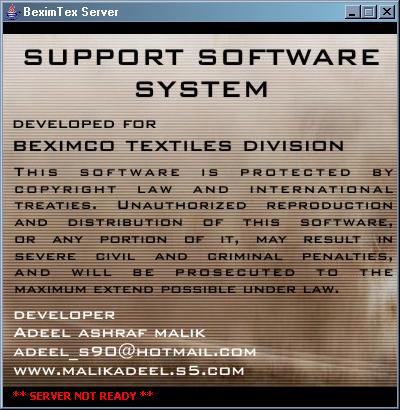 BeximTex Server
SUPPORT SOFTWARE
SYSTEM
DEVELOPED FOR
BEXIMCO TEXTILES DIVISION
THIS SOFTWARE IS PROTECTED BY
COPYRIGHT LAW AND INTERNATIONAL
TREATIES. UNAUTHORIZED REPRODUCTION
AND DISTRIBUTION OF THIS SOFTWARE,
OR ANY PORTION OF IT, MAY RESULT IN
SEVERE CIVIL AND CRIMINAL PENALTIES,
AND WILL BE PROSECUTED TO THE
MAXIMUM EXTEND POSSIBLE UNDER LAW.
DEVELOPER
ADEEL ASHRAF MALIK
ADEEL_S90@HOTMAIL.COM
WWW.MALIKADEEL.S5.COM
** SERVER NOT READY **